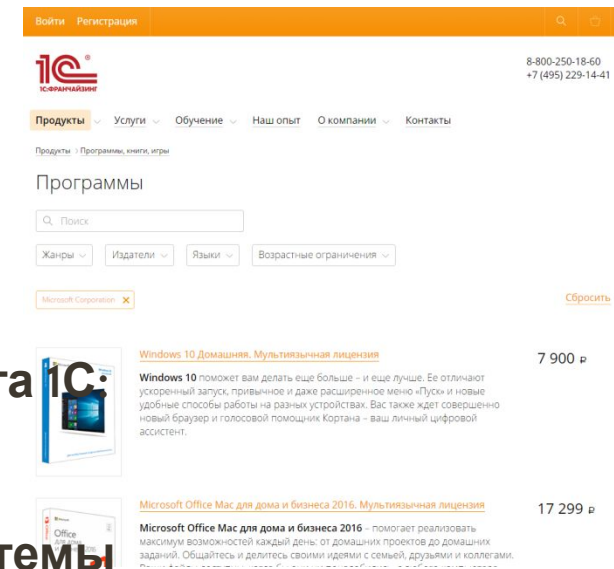 Войти Регистрация
1С®
1С:ФРАНЧАЙЗИНГ
8-800-250-18-60
+7 (495) 229-14-41
Продукты Услуги Обучение Наш опыт О компании Контакты
Продукты > Программы, книги, игры
Программы
Поиск
Жанры Издатели Языки Возрастные ограничения
Microsoft Corporation X
Сбросить
Windows 10 Домашняя. Мультиязычная лицензия
7 900 ₽
Windows 10 поможет вам делать еще больше – и еще лучше. Ее отличают
ускоренный запуск, привычное и даже расширенное меню «Пуск» и новые
удобные способы работы на разных устройствах. Вас также ждет совершенно
новый браузер и голосовой помощник Кортана – ваш личный цифровой
ассистент.
та 1С:
Microsoft Office Mac для дома и бизнеса 2016. Мультиязычная лицензия
17 299 ₽
Microsoft Office Mac для дома и бизнеса 2016 – помогает реализовать
максимум возможностей каждый день: от домашних проектов до домашних
заданий. Общайтесь и делитесь своими идеями с семьей, друзьями и коллегами.
Office
темы